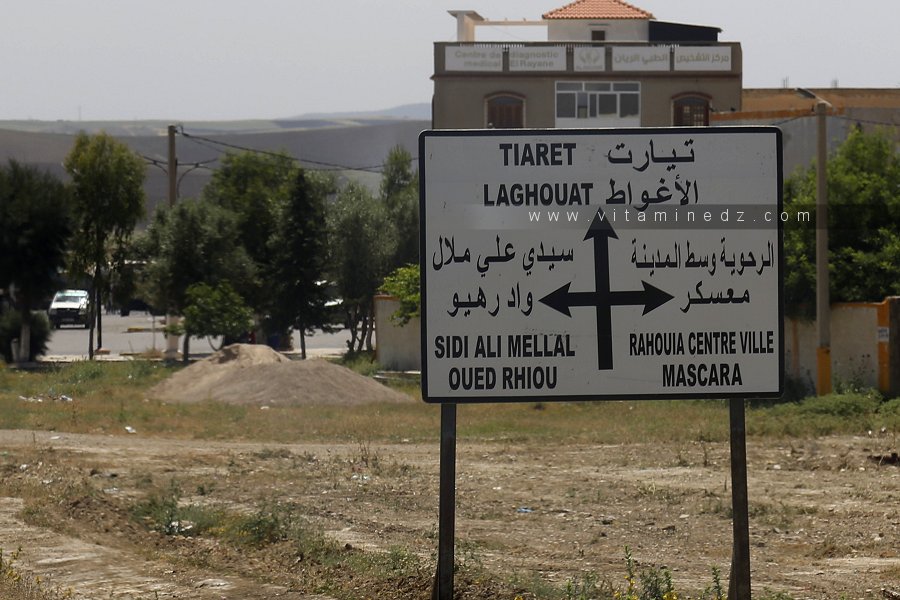 Centre de diagnostic
medical El Rayane
مركز التشخيص
الطبي الريان
TIARET تيارت
LAGHOUAT الأغواط
www.vitaminedz.com
سيدي علي ملال
واد رهيو
الرحوية وسط المدينة
معسكر
SIDI ALI MELLAL
OUED RHIOU
RAHOUIA CENTRE VILLE
MASCARA